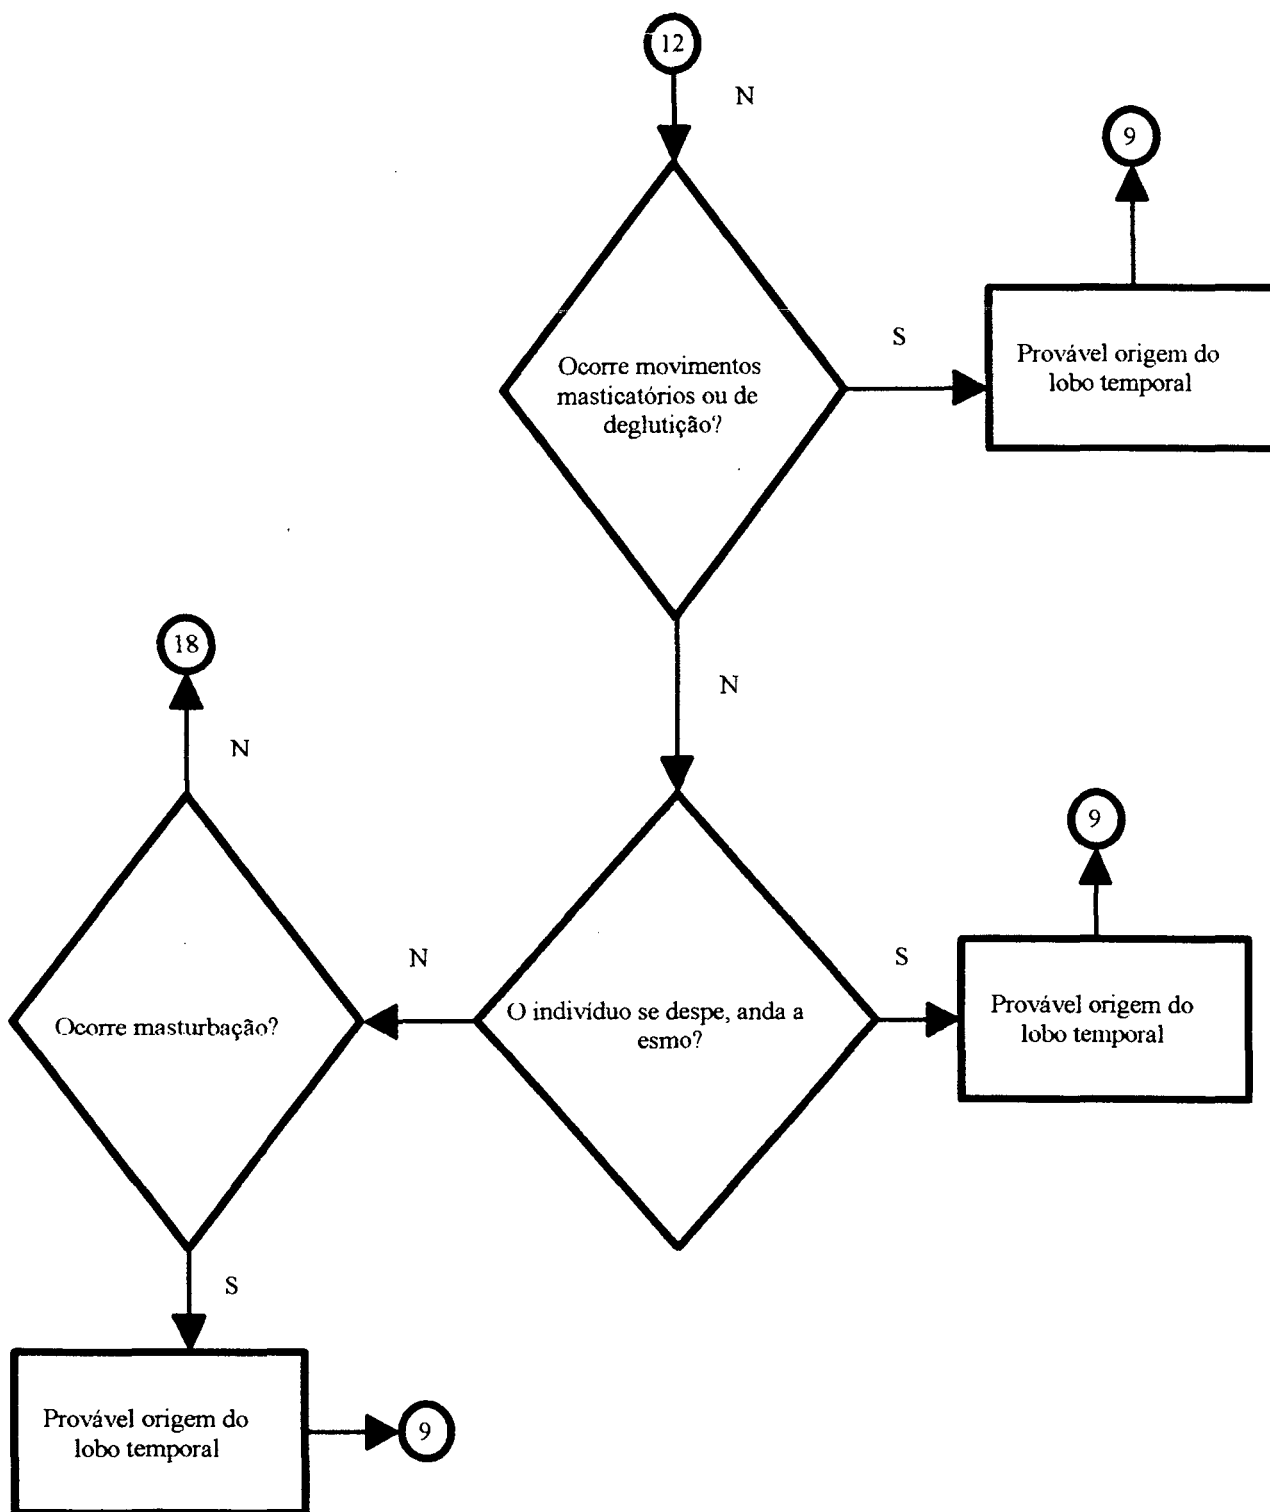 12
N
9
Ocorre movimentos
masticatórios ou de
deglutição?
S
Provável origem do
lobo temporal
18
N
N
9
Ocorre masturbação?
N
O indivíduo se despe, anda a
esmo?
S
Provável origem do
lobo temporal
S
Provável origem do
lobo temporal
9